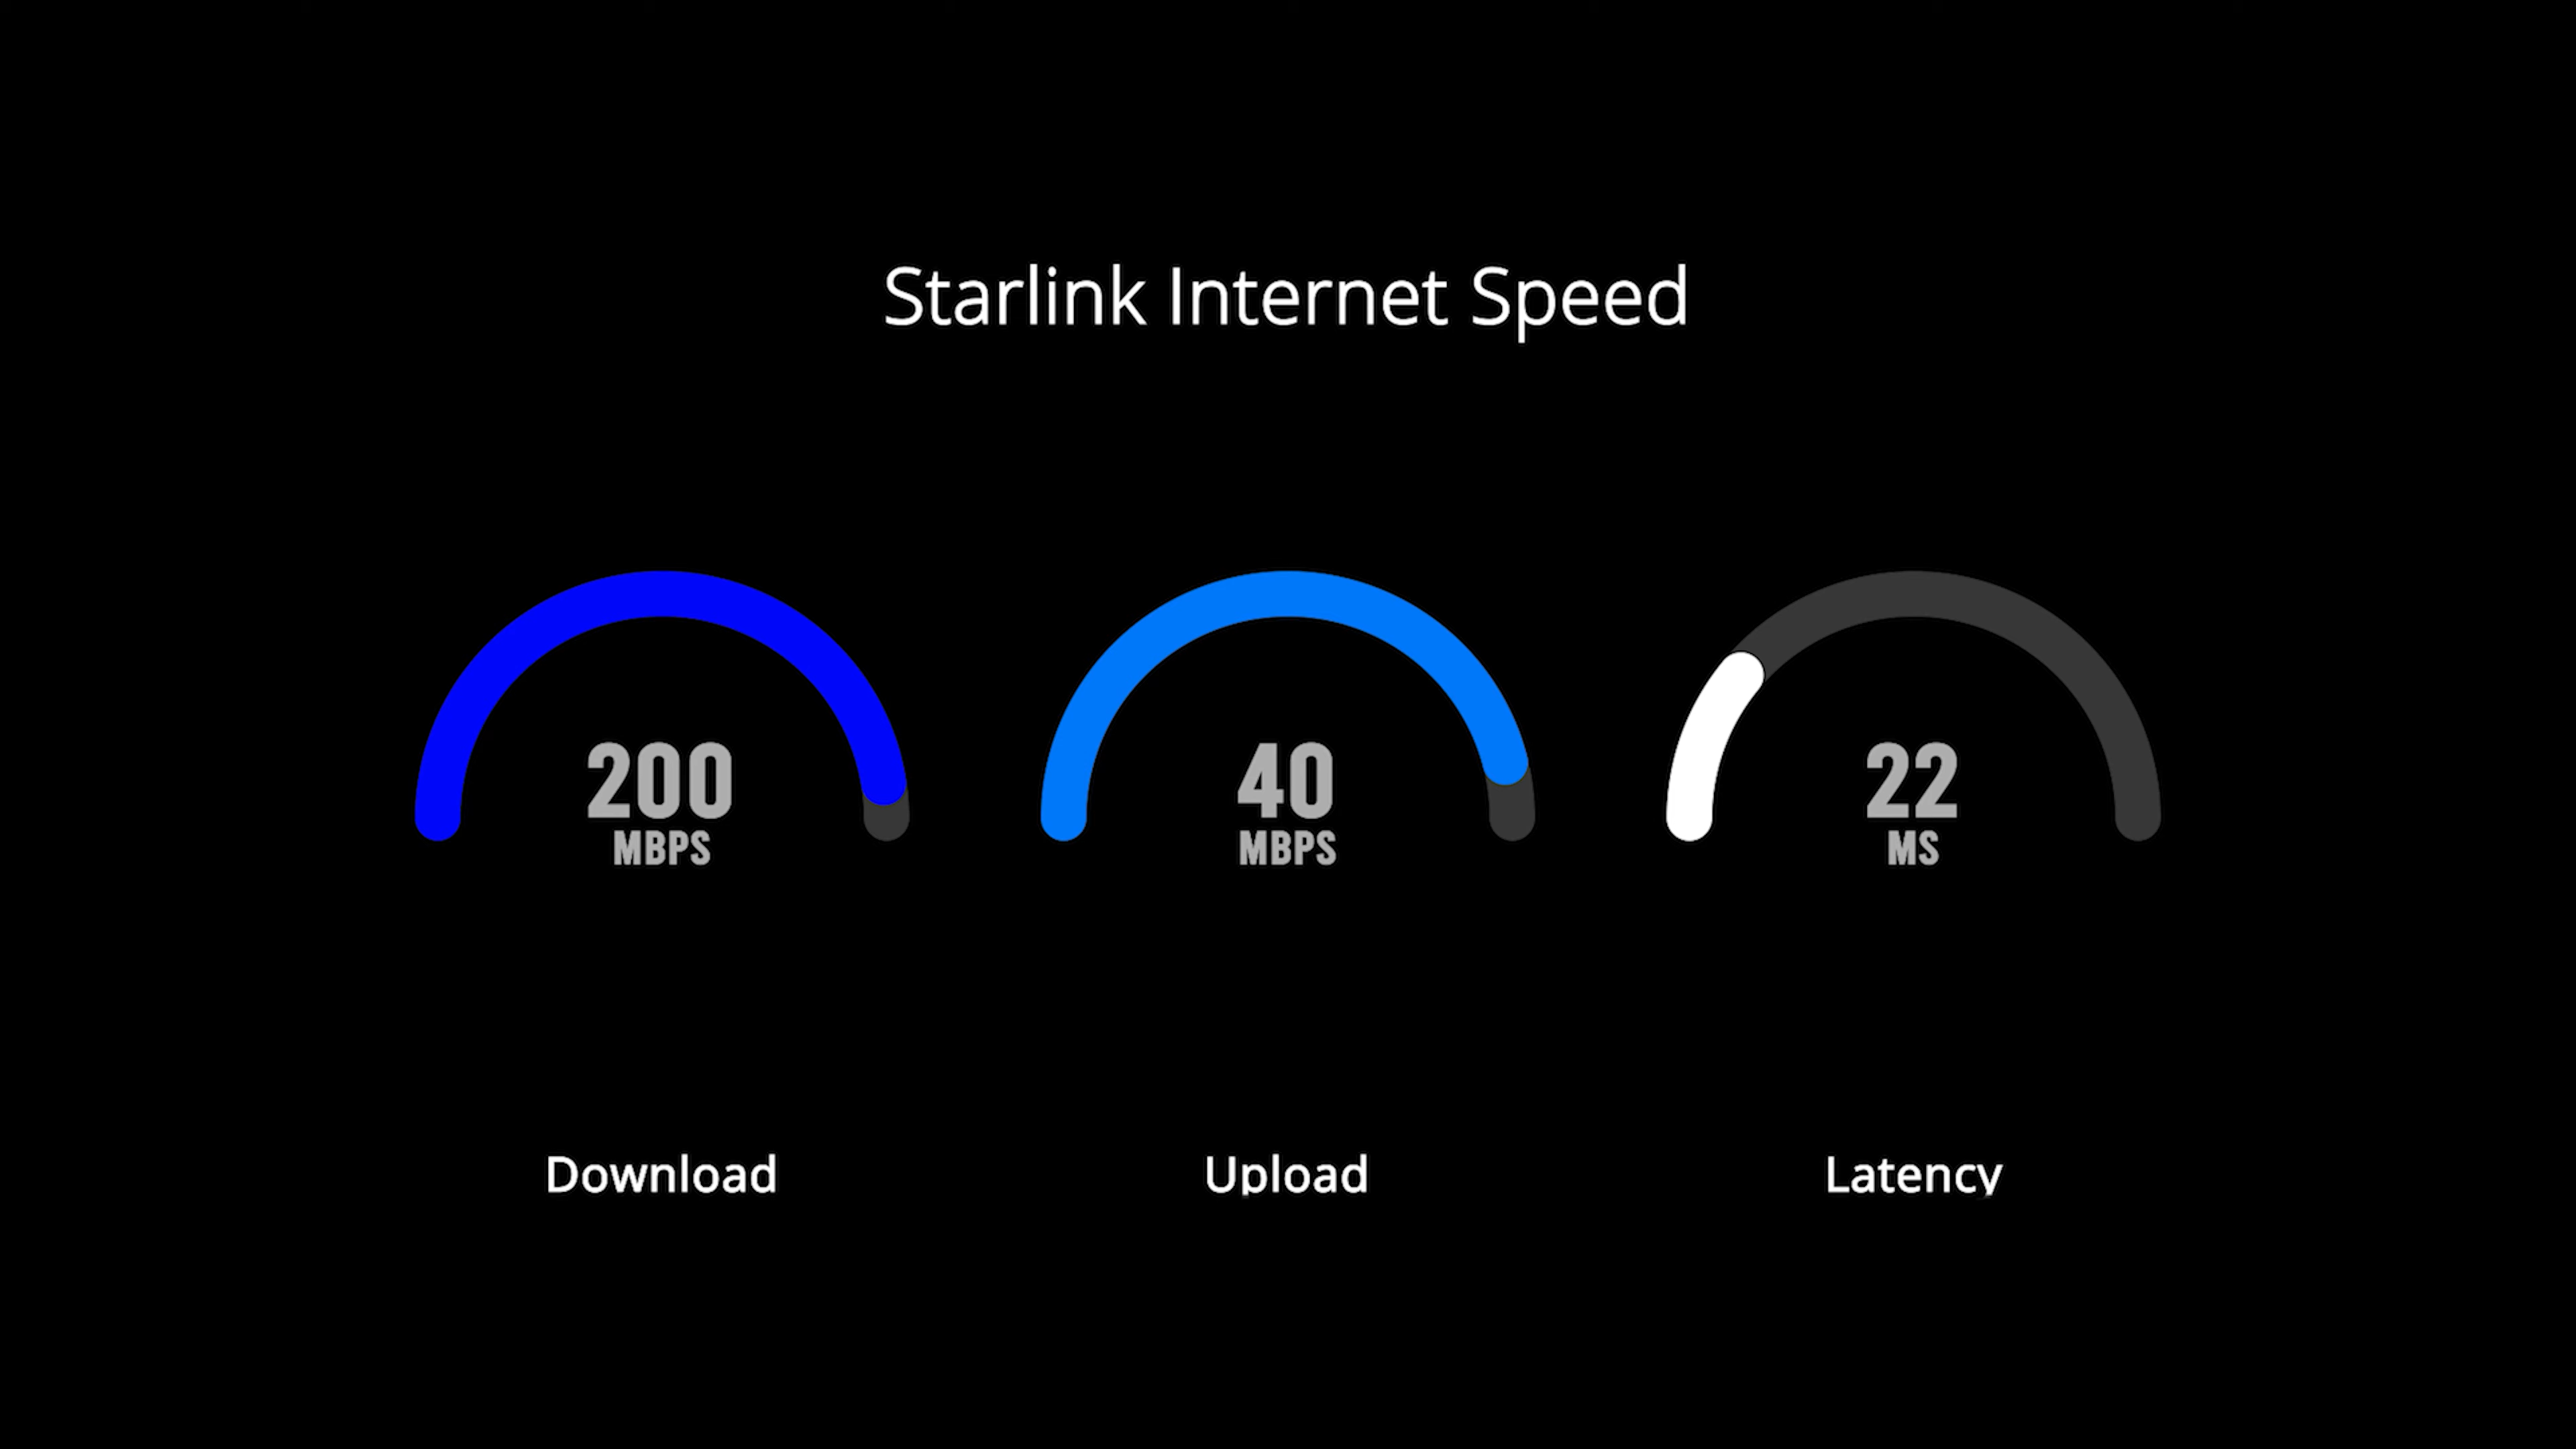 Starlink Internet Speed
200
MBPS
40
MBPS
22
MS
Download
Upload
Latency